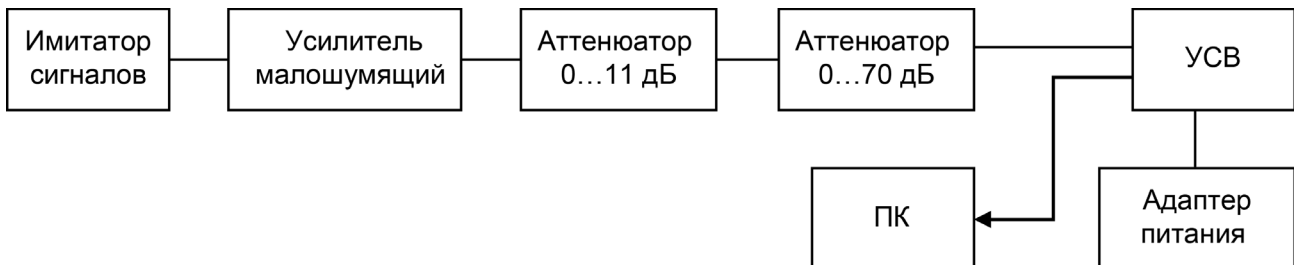 Имитатор
сигналов
Усилитель
малошумящий
Аттенюатор
0…11 дБ
Аттенюатор
0…70 дБ
УСВ
ПК
Адаптер
питания